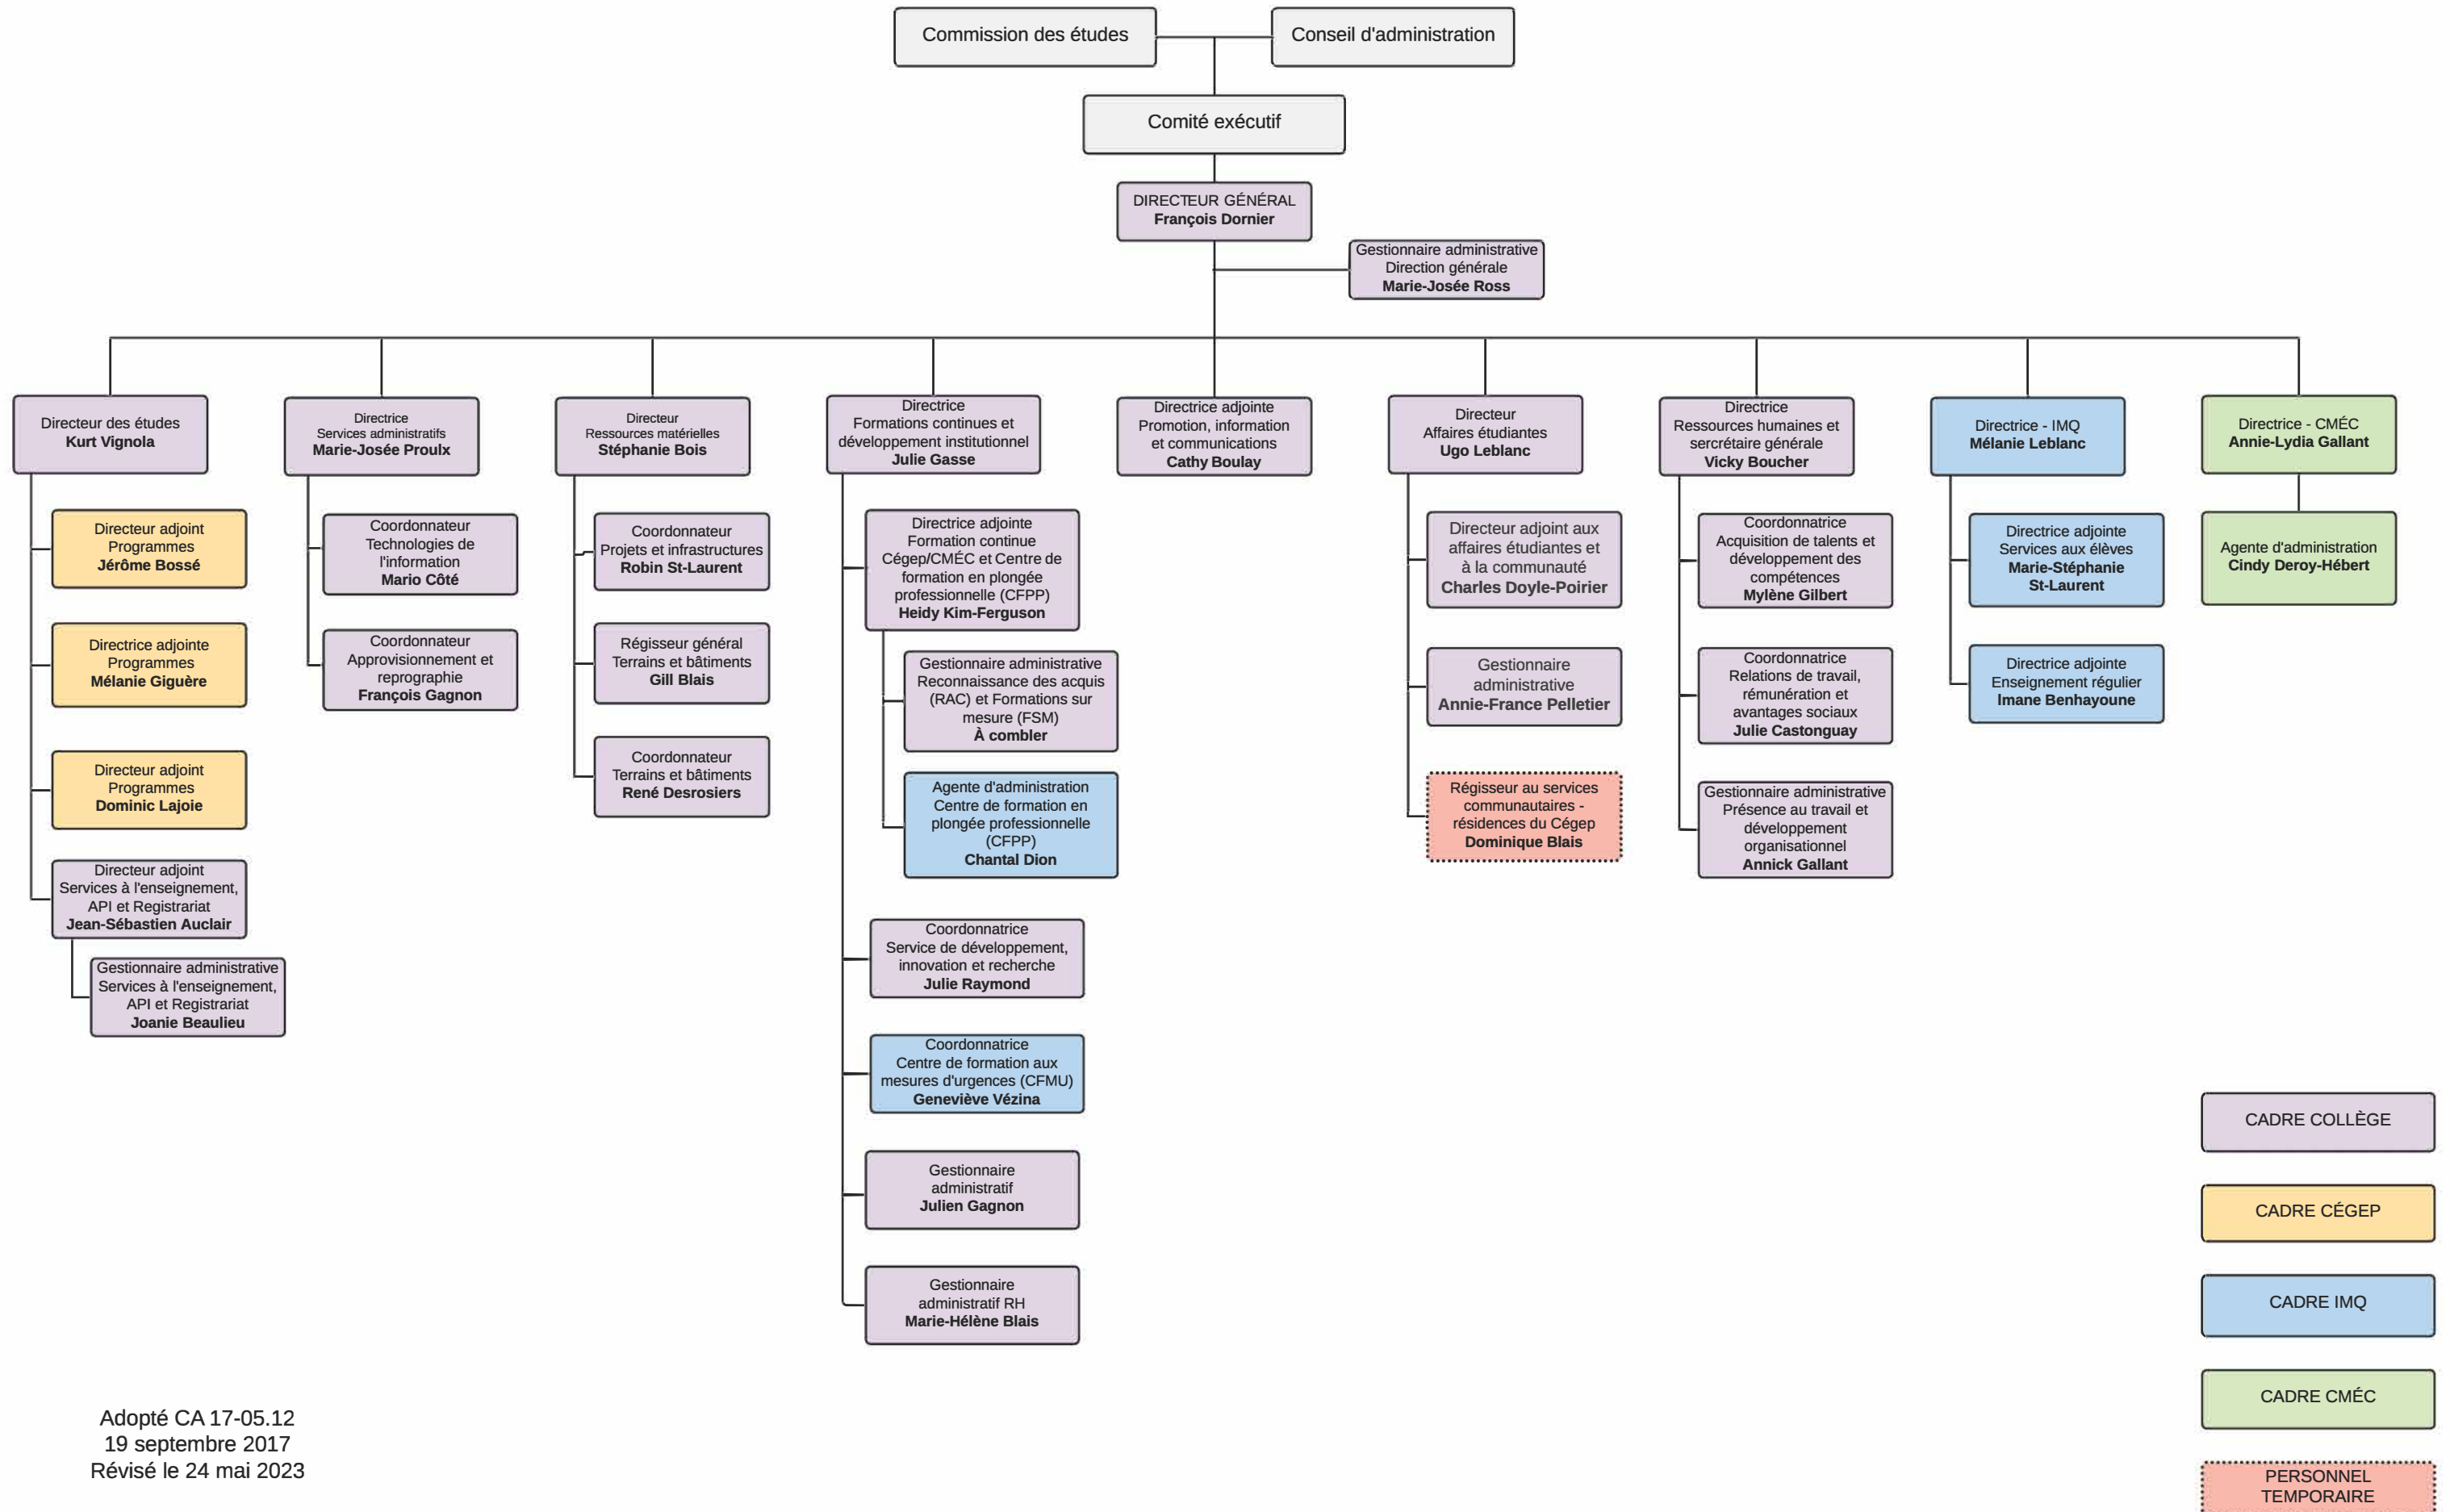 Commission des études
Conseil d'administration
Comité exécutif
DIRECTEUR GÉNÉRAL
François Dornier
Gestionnaire administrative
Direction générale
Marie-Josée Ross
Directeur des études
Kurt Vignola
Directeur adjoint
Programmes
Jérôme Bossé
Directrice adjointe
Programmes
Mélanie Giguère
Directeur adjoint
Programmes
Dominic Lajoie
Directeur adjoint
Services à l'enseignement,
API et Registrariat
Jean-Sébastien Auclair
Gestionnaire administrative
Services à l'enseignement,
API et Registrariat
Joanie Beaulieu
Directrice
Services administratifs
Marie-Josée Proulx
Coordonnateur
Technologies de
l'information
Mario Côté
Coordonnateur
Approvisionnement et
reprographie
François Gagnon
Directeur
Ressources matérielles
Stéphanie Bois
Coordonnateur
Projets et infrastructures
Robin St-Laurent
Régisseur général
Terrains et bâtiments
Gill Blais
Coordonnateur
Terrains et bâtiments
René Desrosiers
Directrice
Formations continues et
développement institutionnel
Julie Gasse
Directrice adjointe
Formation continue
Cégep/CMÉC et Centre de
formation en plongée
professionnelle (CFPP)
Heidy Kim-Ferguson
Gestionnaire administrative
Reconnaissance des acquis
(RAC) et Formations sur
mesure (FSM)
À combler
Agente d'administration
Centre de formation en
plongée professionnelle
(CFPP)
Chantal Dion
Coordonnatrice
Service de développement,
innovation et recherche
Julie Raymond
Coordonnatrice
Centre de formation aux
mesures d'urgences (CFMU)
Geneviève Vézina
Gestionnaire
administratif
Julien Gagnon
Gestionnaire
administratif RH
Marie-Hélène Blais
Directrice adjointe
Promotion, information
et communications
Cathy Boulay
Directeur
Affaires étudiantes
Ugo Leblanc
Directeur adjoint aux
affaires étudiantes et
à la communauté
Charles Doyle-Poirier
Gestionnaire
administrative
Annie-France Pelletier
Régisseur au services
communautaires -
résidences du Cégep
Dominique Blais
Directrice
Ressources humaines et
sercrétaire générale
Vicky Boucher
Coordonnatrice
Acquisition de talents et
développement des
compétences
Mylène Gilbert
Coordonnatrice
Relations de travail,
rémunération et
avantages sociaux
Julie Castonguay
Gestionnaire administrative
Présence au travail et
développement
organisationnel
Annick Gallant
Directrice - IMQ
Mélanie Leblanc
Directrice adjointe
Services aux élèves
Marie-Stéphanie
St-Laurent
Directrice adjointe
Enseignement régulier
Imane Benhayoune
Directrice - CMÉC
Annie-Lydia Gallant
Agente d'administration
Cindy Deroy-Hébert
CADRE COLLÈGE
CADRE CÉGEP
CADRE IMQ
CADRE CMÉC
PERSONNEL
TEMPORAIRE
Adopté CA 17-05.12
19 septembre 2017
Révisé le 24 mai 2023